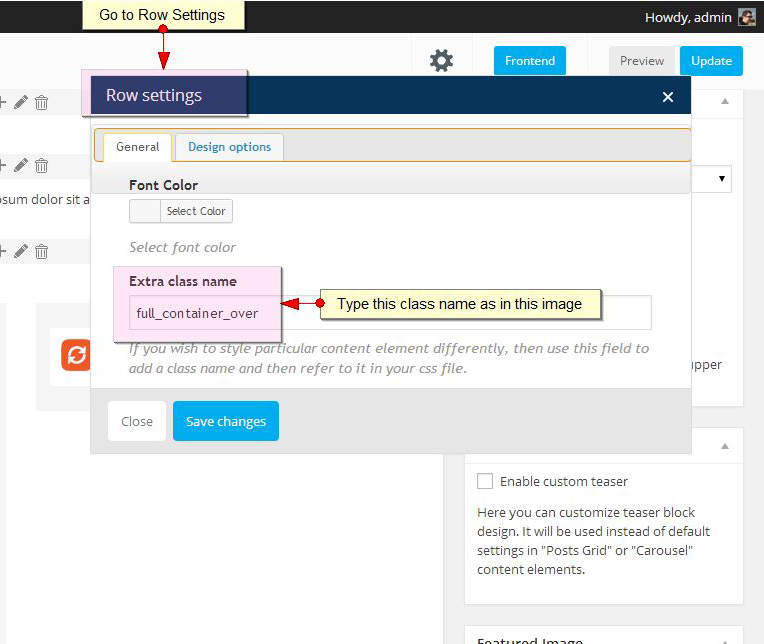 Go to Row Settings
Howdy, admin
Frontend
Preview
Update
Row settings
General
Design options
Font Color
Select Color
Select font color
Extra class name
full_container_over
Type this class name as in this image
If you wish to style particular content element differently, then use this field to
add a class name and then refer to it in your css file.
Close
Save changes
osum dolor sit a
upper
Enable custom teaser
Here you can customize teaser block
design. It will be used instead of default
settings in "Posts Grid" or "Carousel"
content elements.
Featured Image